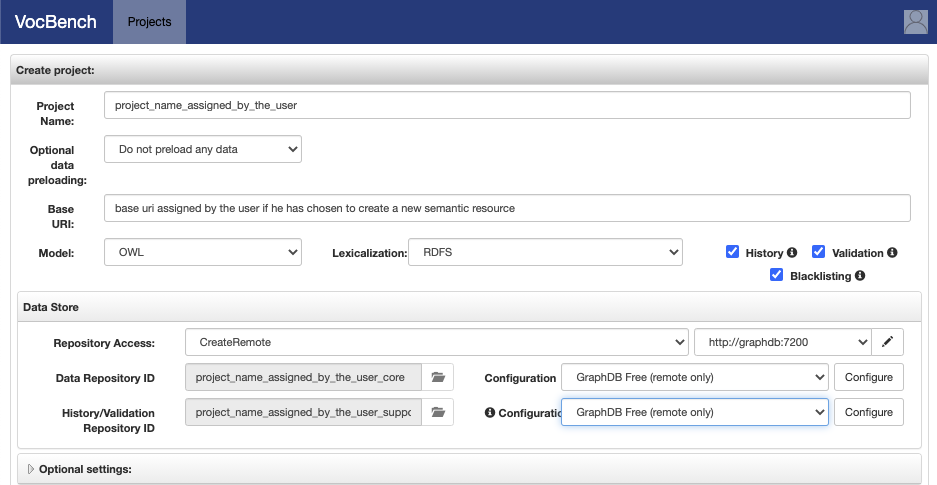 VocBench Projects
Create project:
Project Name: project_name_assigned_by_the_user
Optional data preloading: Do not preload any data
Base URI: base uri assigned by the user if he has chosen to create a new semantic resource
Model: OWL Lexicalization: RDFS History Validation
Blacklisting
Data Store
Repository Access: CreateRemote http://graphdb:7200
Data Repository ID project_name_assigned_by_the_user_core Configuration GraphDB Free (remote only) Configure
History/Validation Repository ID project_name_assigned_by_the_user_suppo Configuratio GraphDB Free (remote only) Configure
Optional settings: